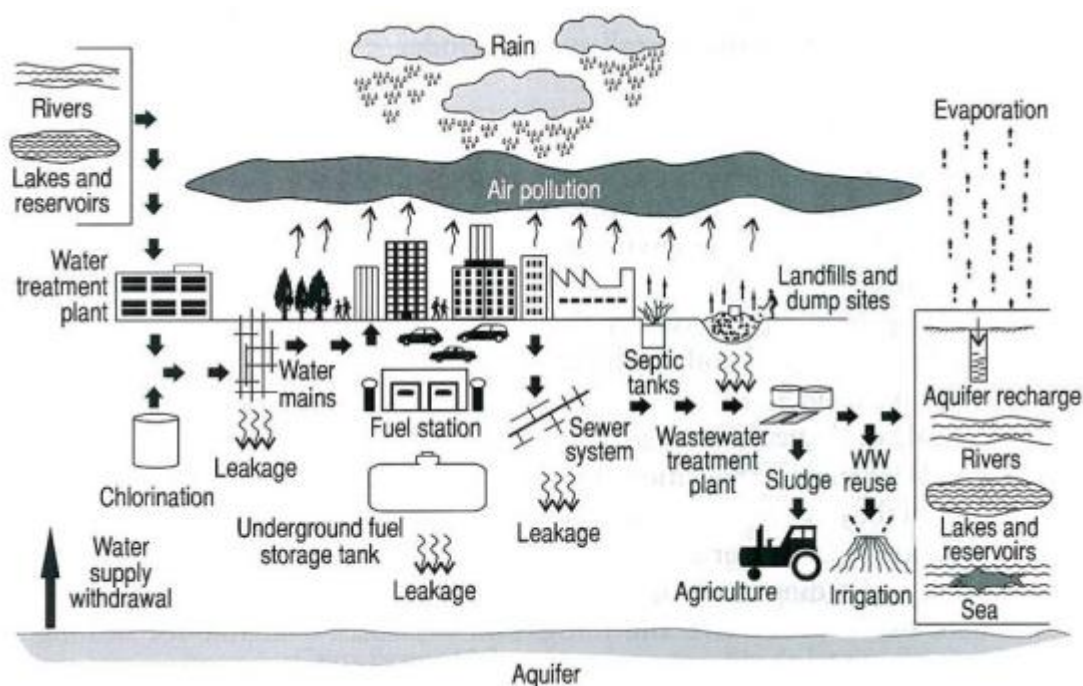 Rain
Rivers
Lakes and
reservoirs
Evaporation
Air pollution
Water
treatment
plant
Landfills and
dump sites
Water
mains
Septic
tanks
Fuel station
Sewer
system
Wastewater
treatment
plant
Sludge
WW
reuse
Aquifer recharge
Rivers
Lakes and
reservoirs
Sea
Leakage
Chlorination
Underground fuel
storage tank
Leakage
Leakage
Agriculture
Irrigation
Water
supply
withdrawal
Aquifer